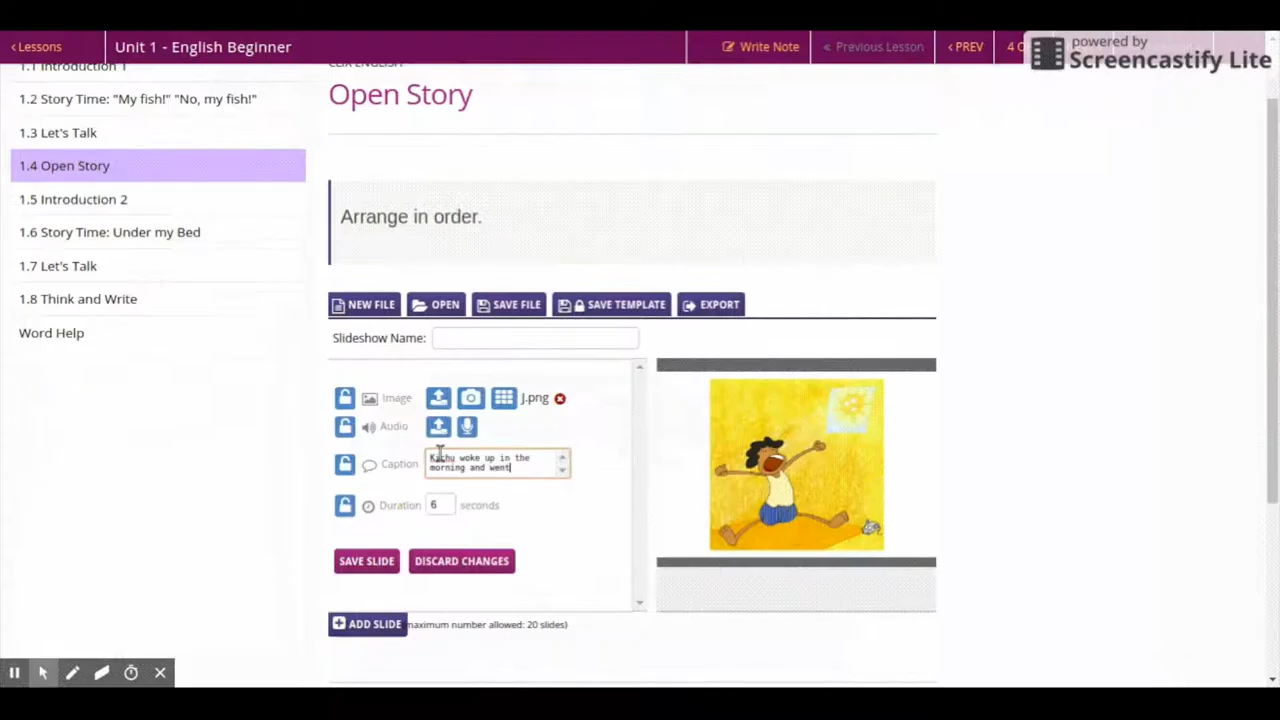 ‹ Lessons
Unit 1 - English Beginner
Write Note
‹ Previous Lesson
‹ PREV
powered by
Screencastify Lite
1.1 Introduction 1
1.2 Story Time: "My fish!" "No, my fish!"
1.3 Let's Talk
1.4 Open Story
1.5 Introduction 2
1.6 Story Time: Under my Bed
1.7 Let's Talk
1.8 Think and Write
Word Help
CLIX ENGLISH
Open Story
Arrange in order.
NEW FILE
OPEN
SAVE FILE
SAVE TEMPLATE
EXPORT
Slideshow Name:
Image
J.png
Audio
Caption
woke up in the
morning and went
Duration 6 seconds
SAVE SLIDE
DISCARD CHANGES
ADD SLIDE
maximum number allowed: 20 slides)